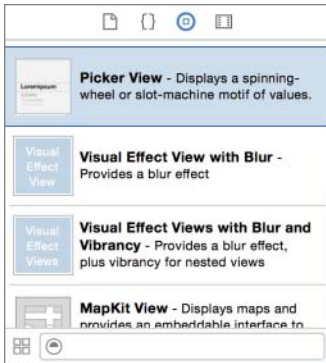 Loremipsum
Picker View - Displays a spinning-
wheel or slot-machine motif of values.
Visual
Effect
View
Visual Effect View with Blur -
Provides a blur effect
Visual
Effect
Views
Visual Effect Views with Blur and
Vibrancy - Provides a blur effect,
plus vibrancy for nested views
MapKit View - Displays maps and
provides an embeddable interface to